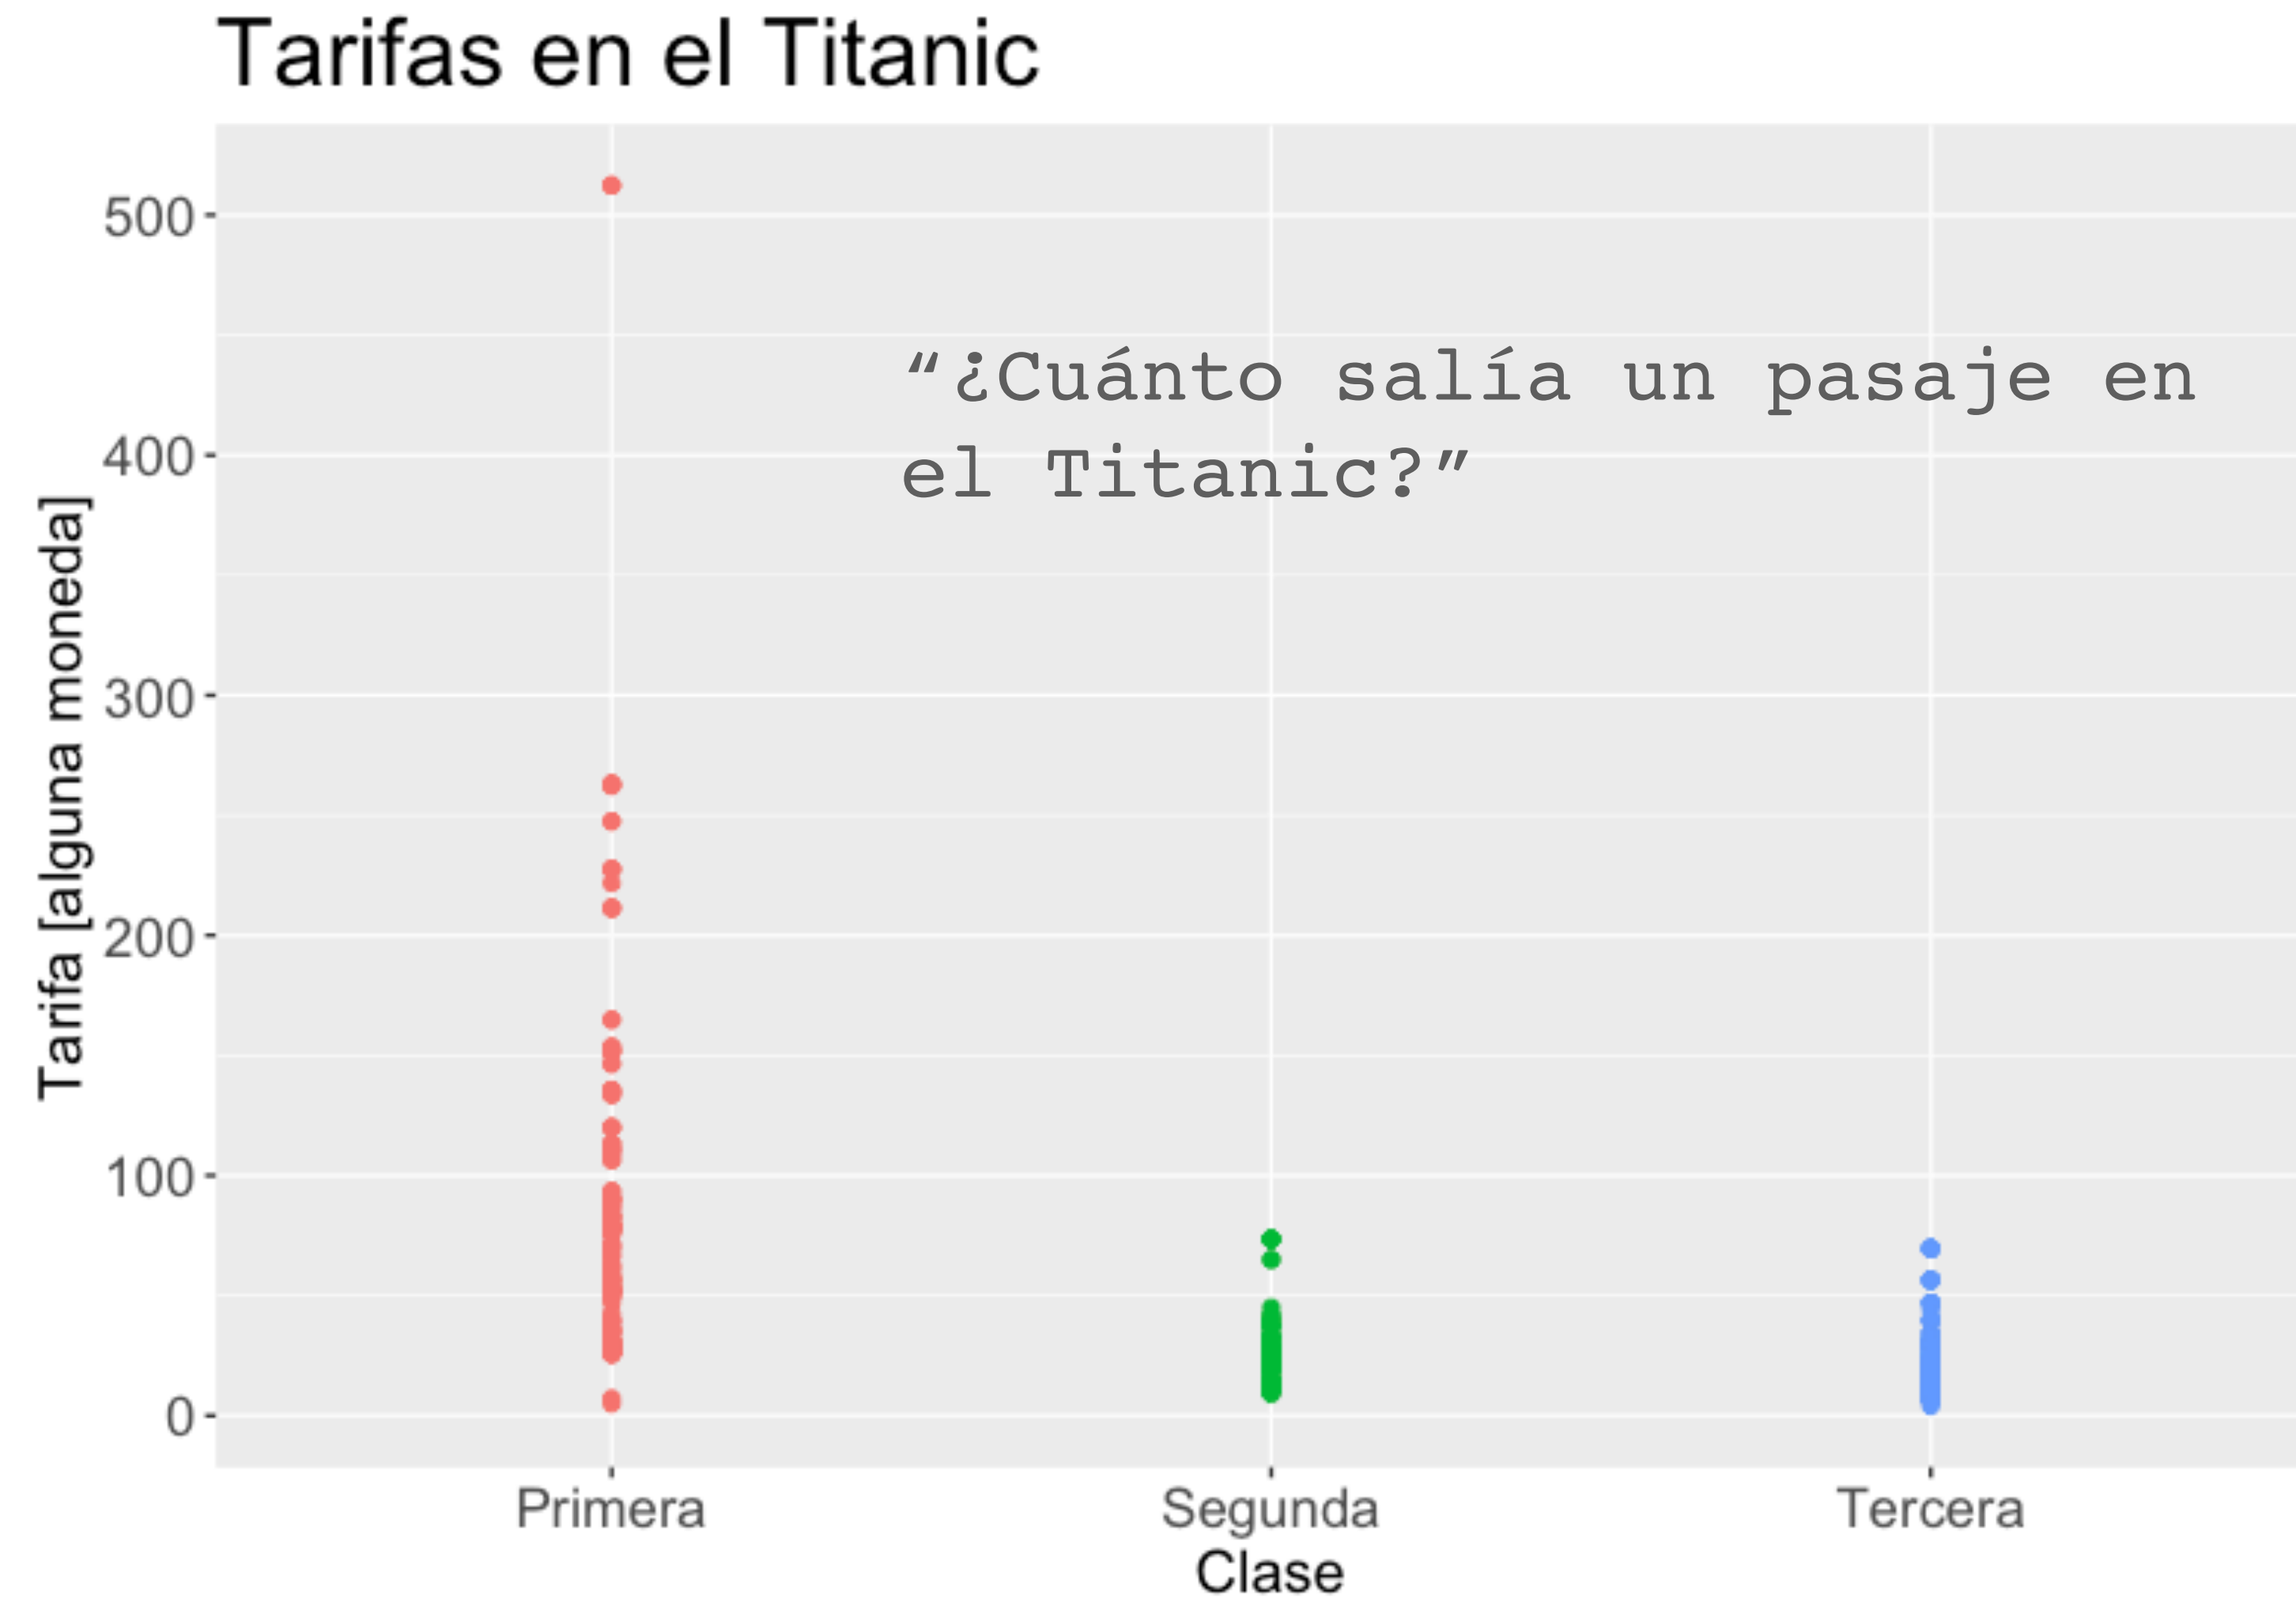 Tarifas en el Titanic
“¿Cuánto salía un pasaje en
el Titanic?”
Tarifa [alguna moneda]
500
400
300
200
100
0
Primera Segunda Tercera
Clase